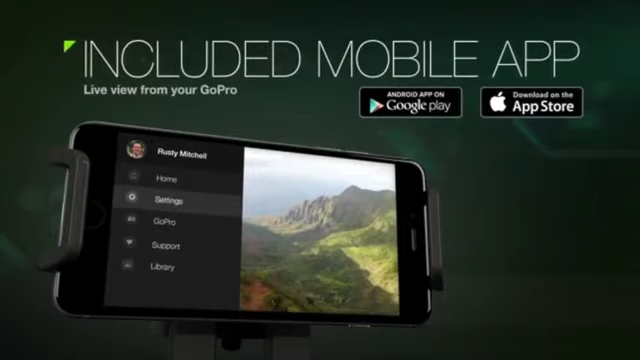 INCLUDED MOBILE APP
Live view from your GoPro
ANDROID APP ON
Google play
Download on the
App Store
Rusty Mitchell
Home
Settings
GoPro
Support
Library